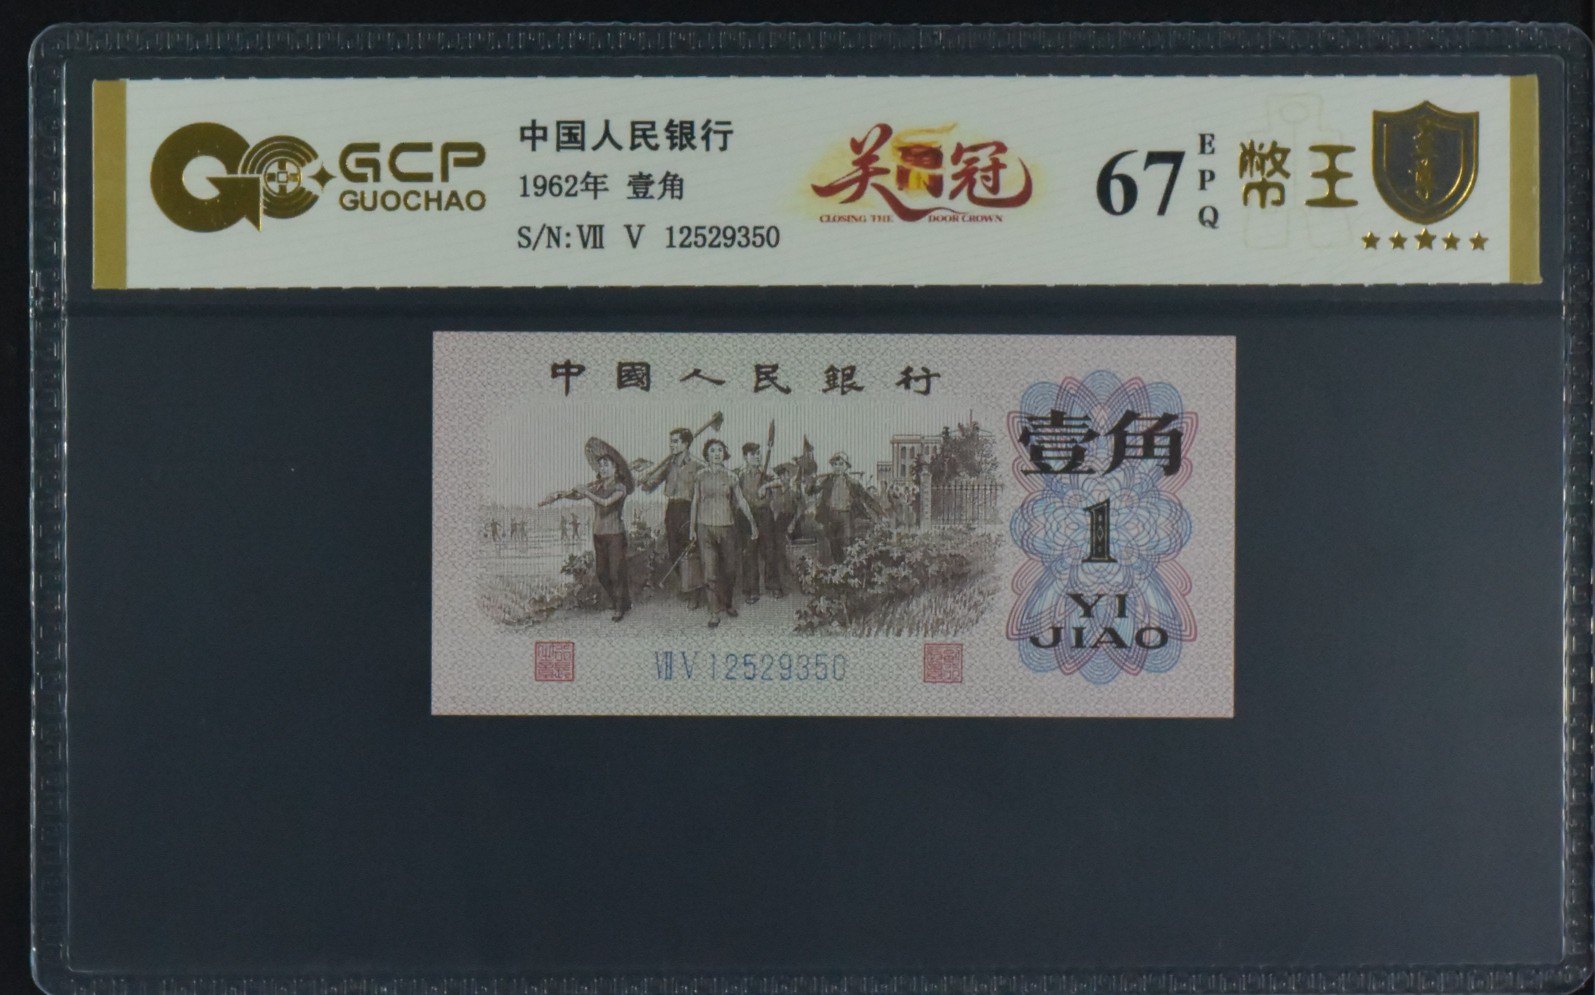 GCP
GUOCHAO
中国人民银行
1962年 壹角
S/N: Ⅶ V 12529350
关门冠
CLOSING THE DOOR CROWN
67
EPQ
幣王
中國人民銀行
壹角
1
YI
JIAO
Ⅶ V 12529350